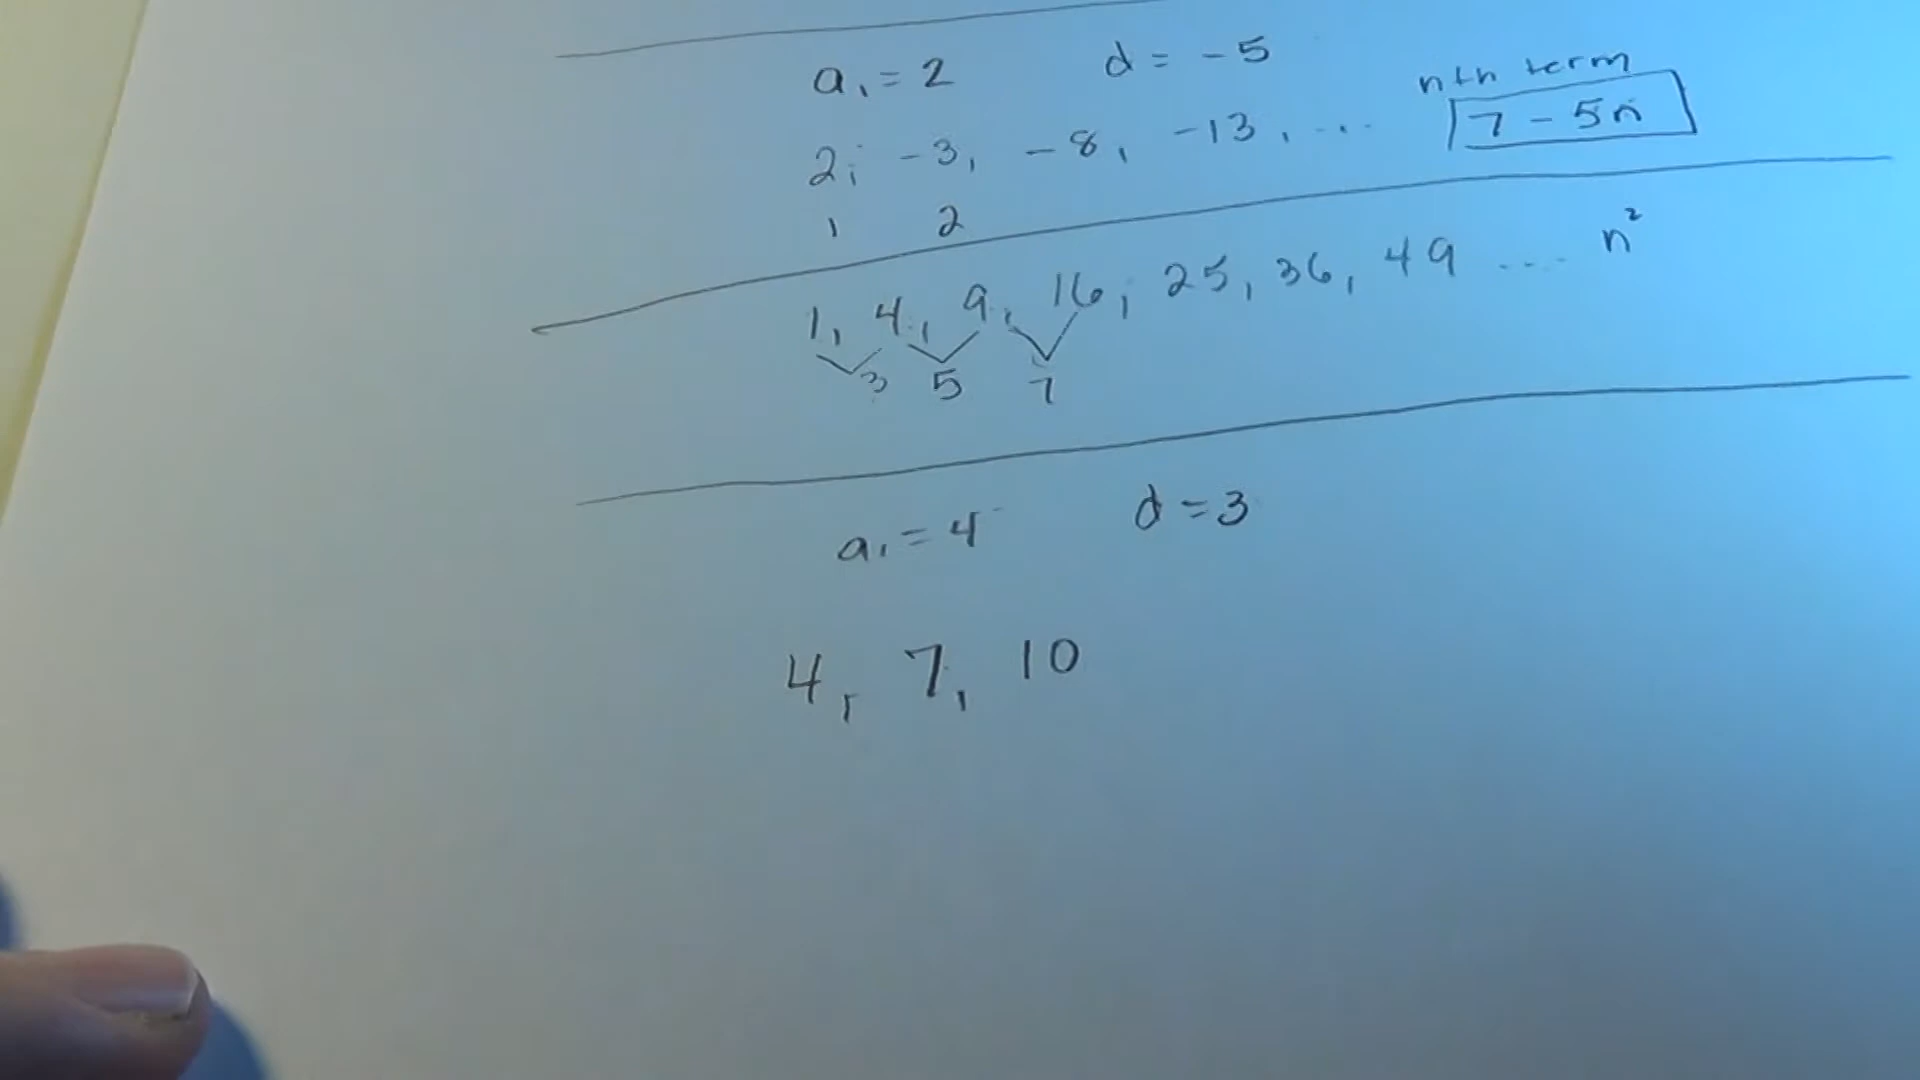 a₁ = 2 d = -5
nth term
2, -3, -8, -13, ... 7 - 5n
1 2
1, 4, 9, 16, 25, 36, 49 .... n²
3 5 7
a₁ = 4 d = 3
4, 7, 10